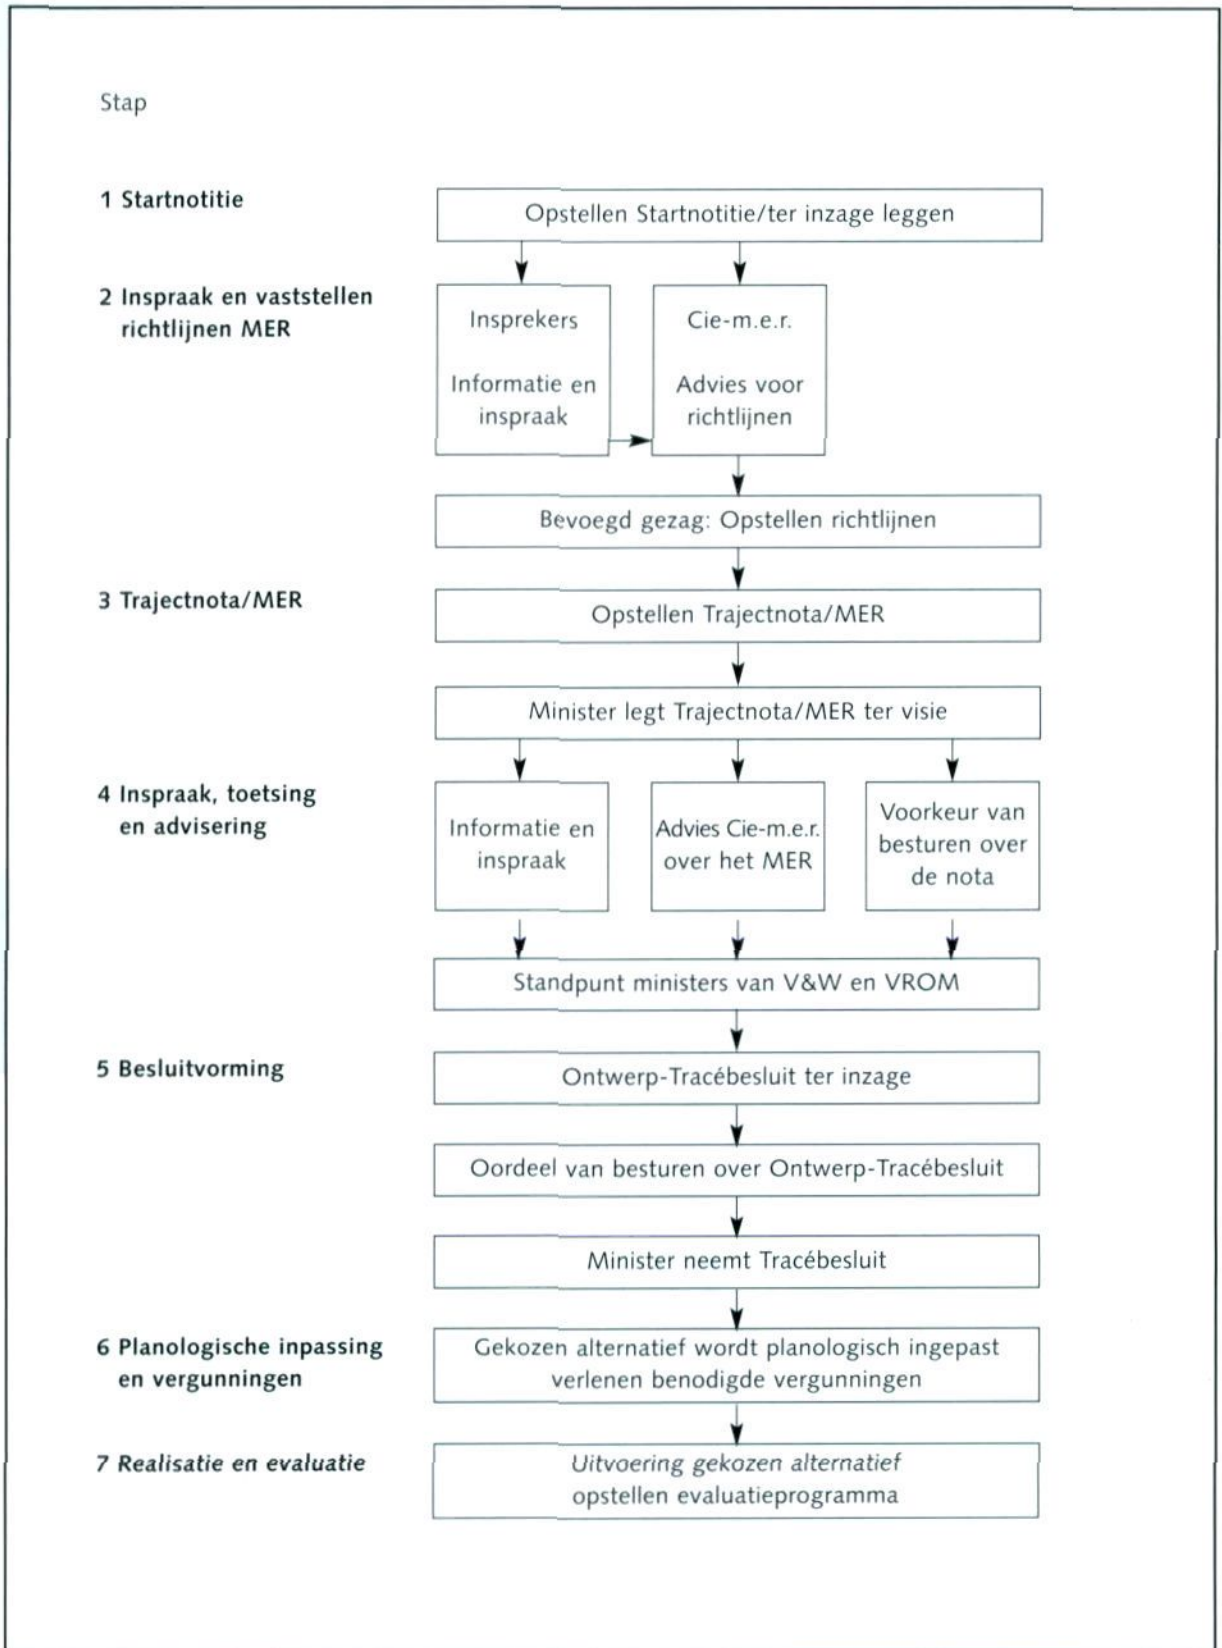 Stap
1 Startnotitie
Opstellen Startnotitie/ter inzage leggen
2 Inspraak en vaststellen
richtlijnen MER
Insprekers
Informatie en
inspraak
Cie-m.e.r.
Advies voor
richtlijnen
Bevoegd gezag: Opstellen richtlijnen
3 Trajectnota/MER
Opstellen Trajectnota/MER
Minister legt Trajectnota/MER ter visie
4 Inspraak, toetsing
en advisering
Informatie en
inspraak
Advies Cie-m.e.r.
over het MER
Voorkeur van
besturen over
de nota
Standpunt ministers van V&W en VROM
5 Besluitvorming
Ontwerp-Tracébesluit ter inzage
Oordeel van besturen over Ontwerp-Tracébesluit
Minister neemt Tracébesluit
6 Planologische inpassing
en vergunningen
Gekozen alternatief wordt planologisch ingepast
verlenen benodigde vergunningen
7 Realisatie en evaluatie
Uitvoering gekozen alternatief
opstellen evaluatieprogramma